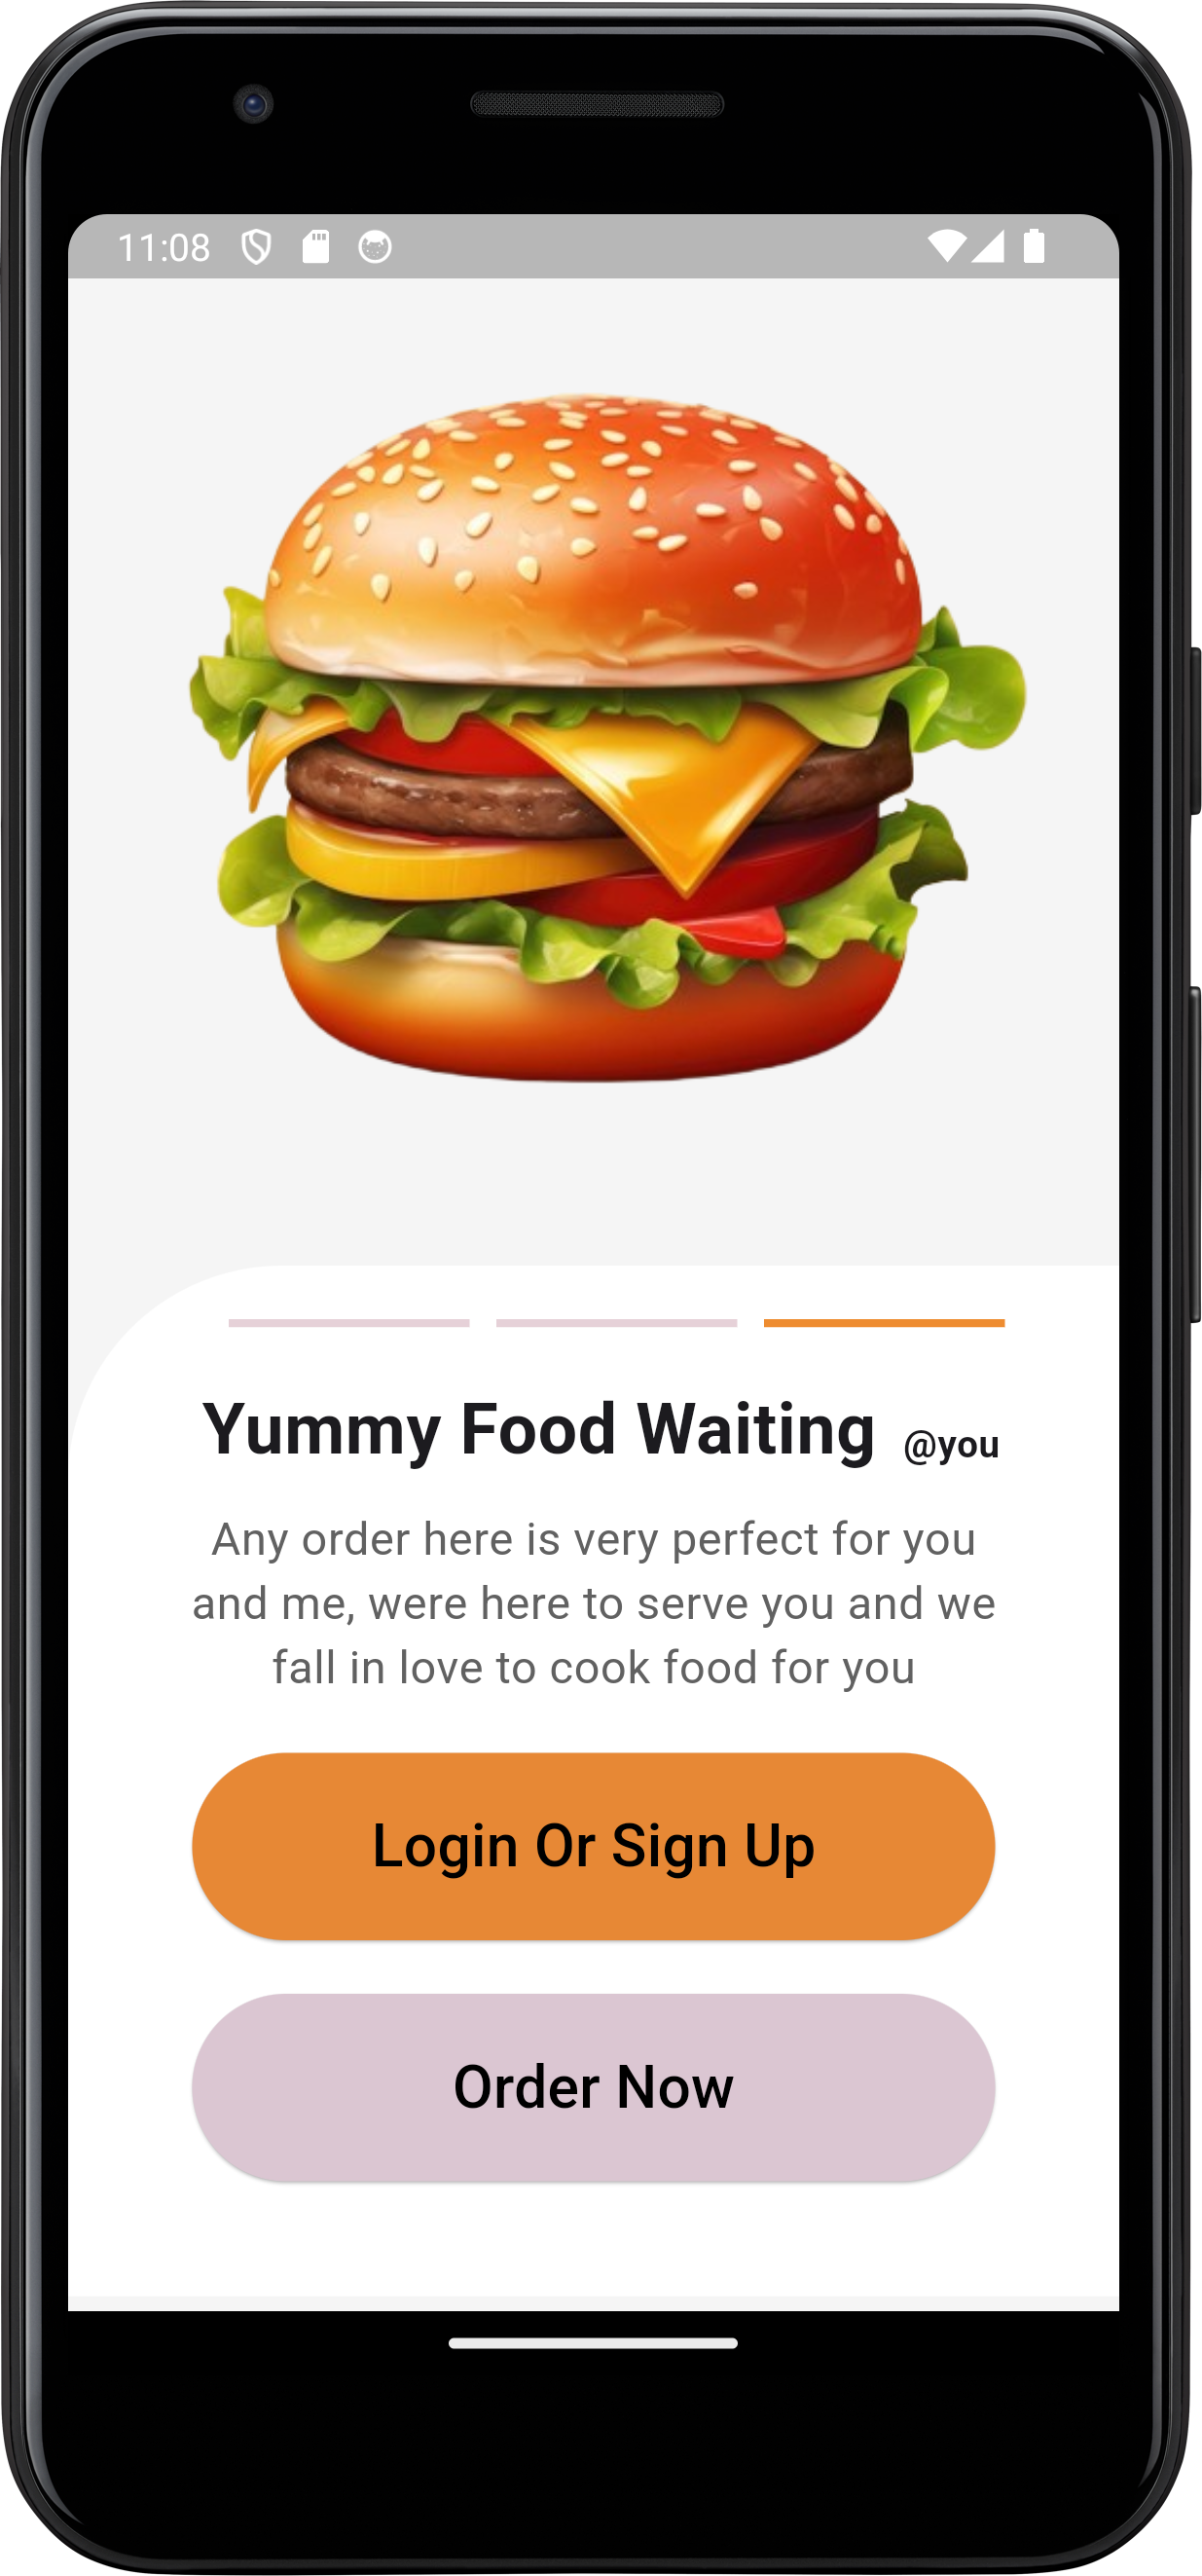 11:08
Yummy Food Waiting @you
Any order here is very perfect for you
and me, were here to serve you and we
fall in love to cook food for you
Login Or Sign Up
Order Now